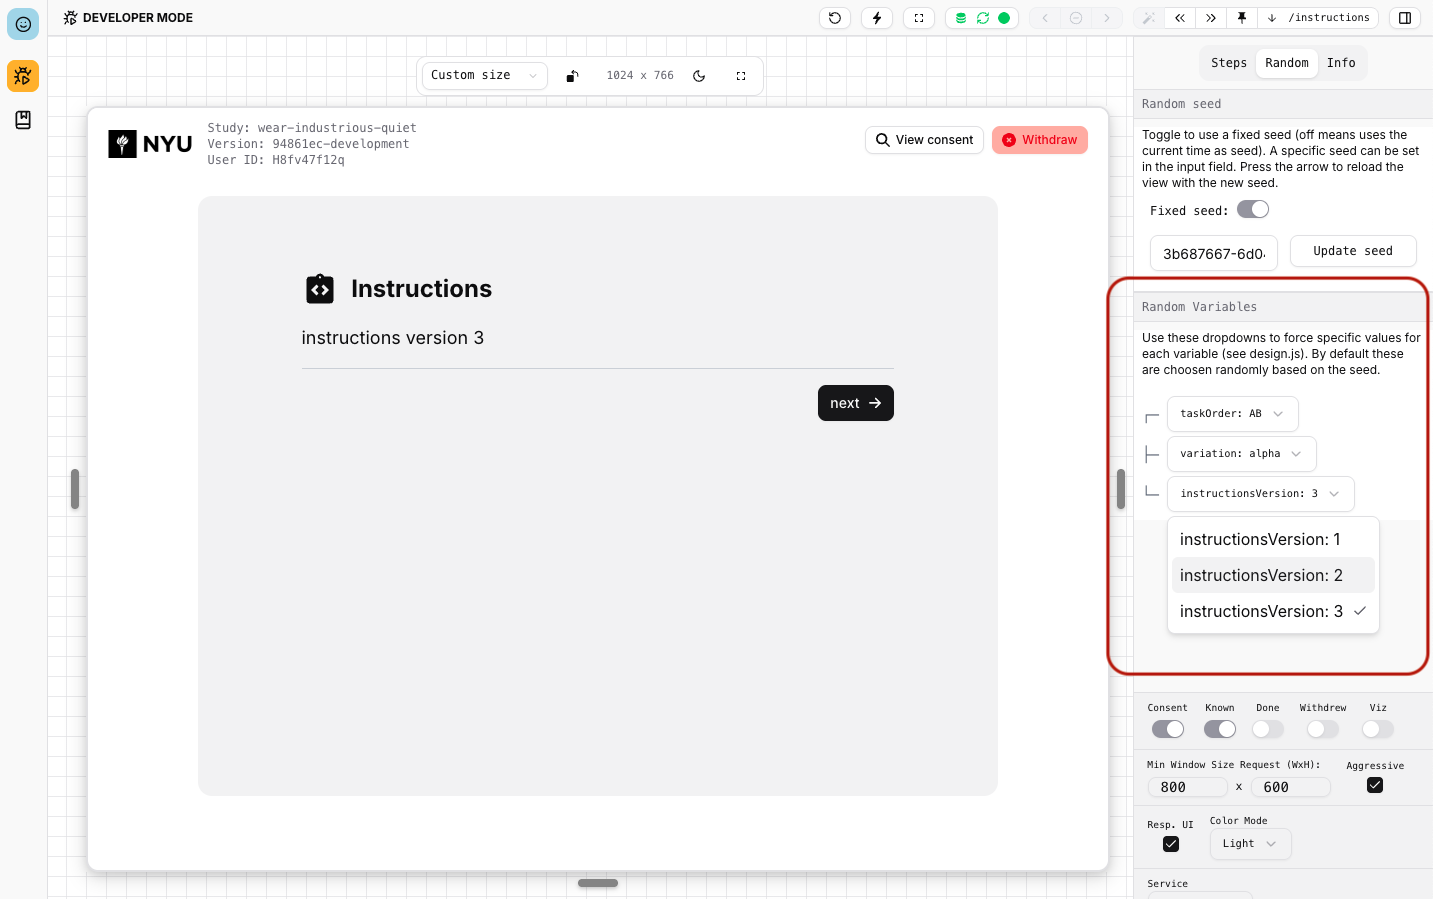 DEVELOPER MODE
/instructions
Custom size
1024 x 766
Steps
Random
Info
NYU
Study: wear-industrious-quiet
Version: 94861ec-development
User ID: H8fv47f12q
View consent
Withdraw
Instructions
instructions version 3
next
Random seed
Toggle to use a fixed seed (off means uses the
current time as seed). A specific seed can be set
in the input field. Press the arrow to reload the
view with the new seed.
Fixed seed:
3b687667-6d0
Update seed
Random Variables
Use these dropdowns to force specific values for
each variable (see design.js). By default these
are choosen randomly based on the seed.
taskOrder: AB
variation: alpha
instructionsVersion: 3
instructionsVersion: 1
instructionsVersion: 2
instructionsVersion: 3
Consent
Known
Done
Withdrew
Viz
Min Window Size Request (WxH):
Aggressive
800
x
600
Resp. UI
Color Mode
Light
Service